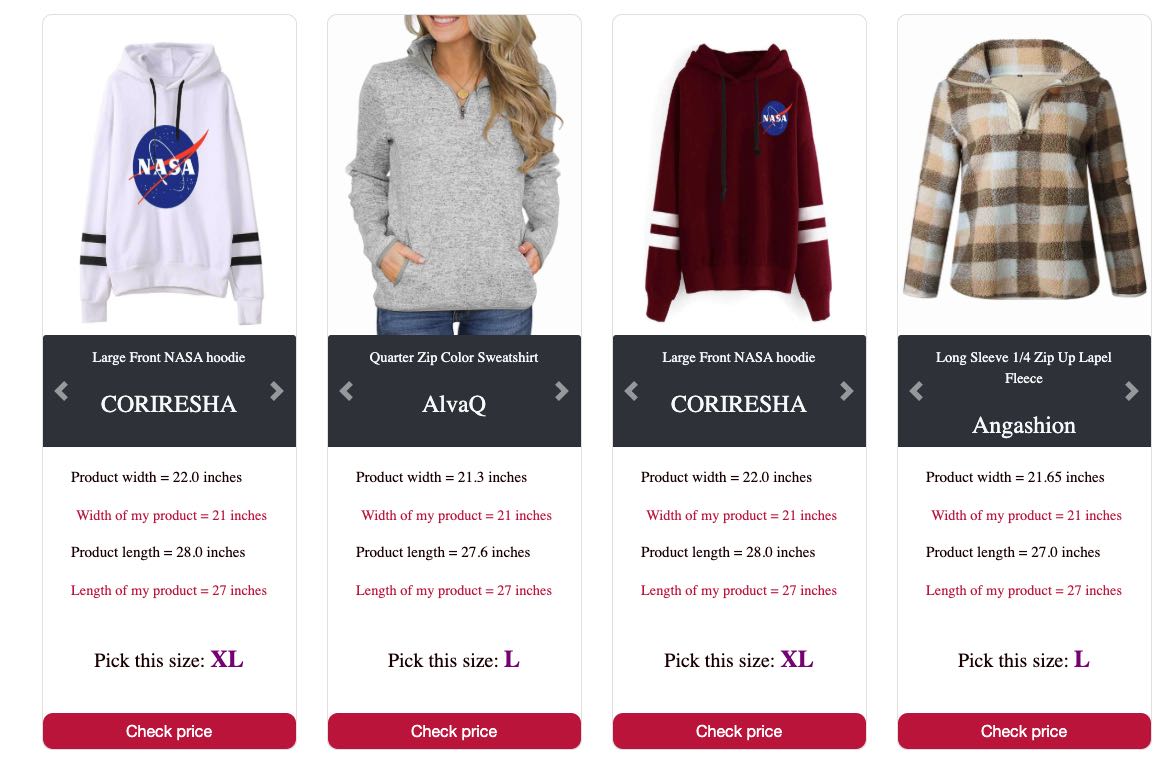 NASA
Large Front NASA hoodie
CORIRESHA
Product width = 22.0 inches
Width of my product = 21 inches
Product length = 28.0 inches
Length of my product = 27 inches
Pick this size: XL
Check price
Quarter Zip Color Sweatshirt
AlvaQ
Product width = 21.3 inches
Width of my product = 21 inches
Product length = 27.6 inches
Length of my product = 27 inches
Pick this size: L
Check price
NASA
Large Front NASA hoodie
CORIRESHA
Product width = 22.0 inches
Width of my product = 21 inches
Product length = 28.0 inches
Length of my product = 27 inches
Pick this size: XL
Check price
Long Sleeve 1/4 Zip Up Lapel
Fleece
Angashion
Product width = 21.65 inches
Width of my product = 21 inches
Product length = 27.0 inches
Length of my product = 27 inches
Pick this size: L
Check price